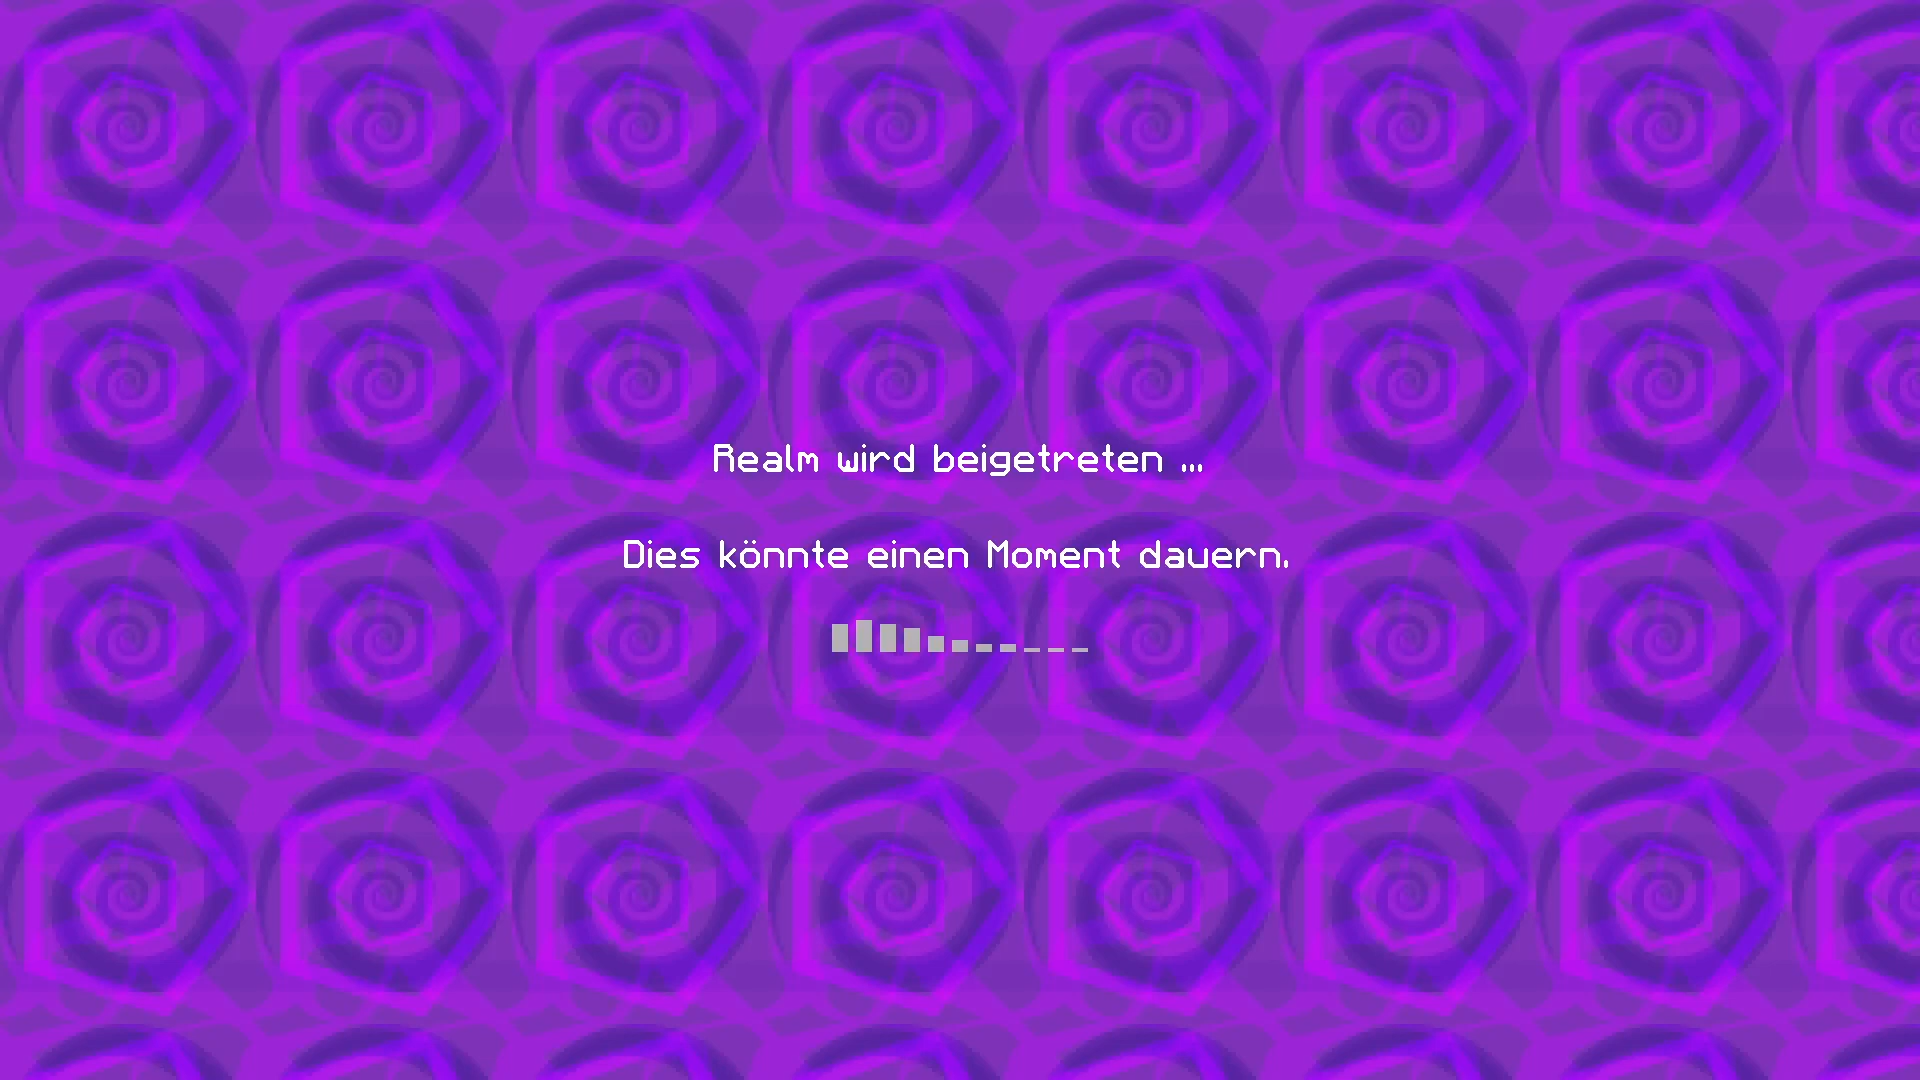 Realm wird beigetreten ...
Dies könnte einen Moment dauern.